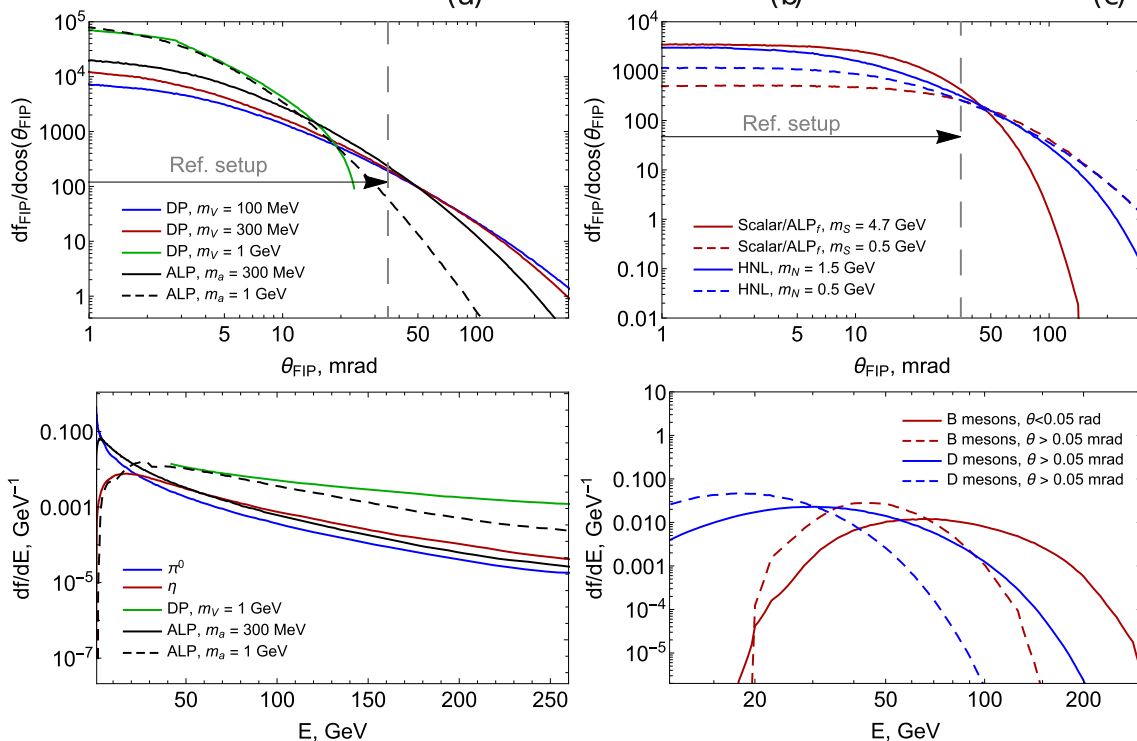 (a)
(b)
(c)
10^5
10^4
1000
100
10
1
df_FIP/dcos(θ_FIP)
Ref. setup
DP, m_V = 100 MeV
DP, m_V = 300 MeV
DP, m_V = 1 GeV
ALP, m_a = 300 MeV
ALP, m_a = 1 GeV
1 10 50 100
θ_FIP, mrad
10^4
1000
100
10
1
0.10
0.01
df_FIP/dcos(θ_FIP)
Ref. setup
Scalar/ALP_f, m_S = 4.7 GeV
Scalar/ALP_f, m_S = 0.5 GeV
HNL, m_N = 1.5 GeV
HNL, m_N = 0.5 GeV
1 5 10 50 100
θ_FIP, mrad
0.100
0.001
10^-5
10^-7
df/dE, GeV^-1
π^0
η
DP, m_V = 1 GeV
ALP, m_a = 300 MeV
ALP, m_a = 1 GeV
50 100 150 200 250
E, GeV
10
1
0.100
0.010
0.001
10^-4
10^-5
df/dE, GeV^-1
B mesons, θ<0.05 rad
B mesons, θ > 0.05 mrad
D mesons, θ > 0.05 mrad
D mesons, θ > 0.05 mrad
20 50 100 200
E, GeV